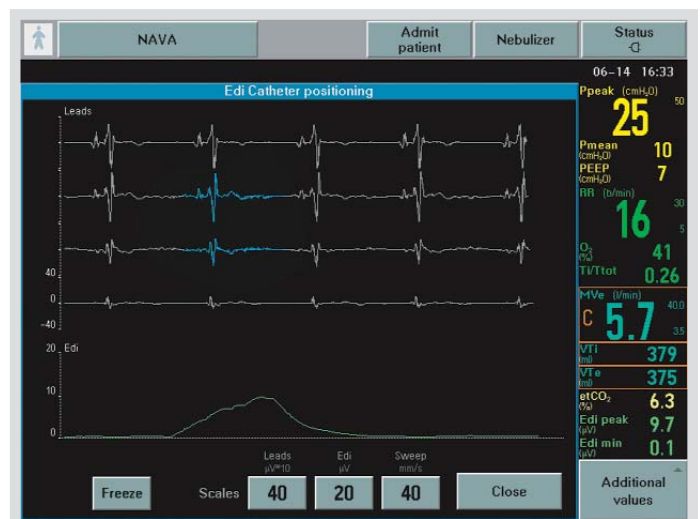 NAVA
Admit
patient
Nebulizer
Status
06-14 16:33
Edi Catheter positioning
Leads
40
0
-40
20 Edi
10
0
Leads
µV*10
Edi
µV
Sweep
mm/s
Freeze
Scales
40
20
40
Close
Ppeak (cmH2O)
50
25
Pmean
(cmH2O)
10
PEEP
(cmH2O)
7
RR (b/min)
30
16
5
O2
(%)
41
Ti/Ttot
0.26
MVe (l/min)
40.0
C 5.7
3.5
VTi
(ml)
379
VTe
(ml)
375
etCO2
(%)
6.3
Edi peak
(µV)
9.7
Edi min
(µV)
0.1
Additional
values